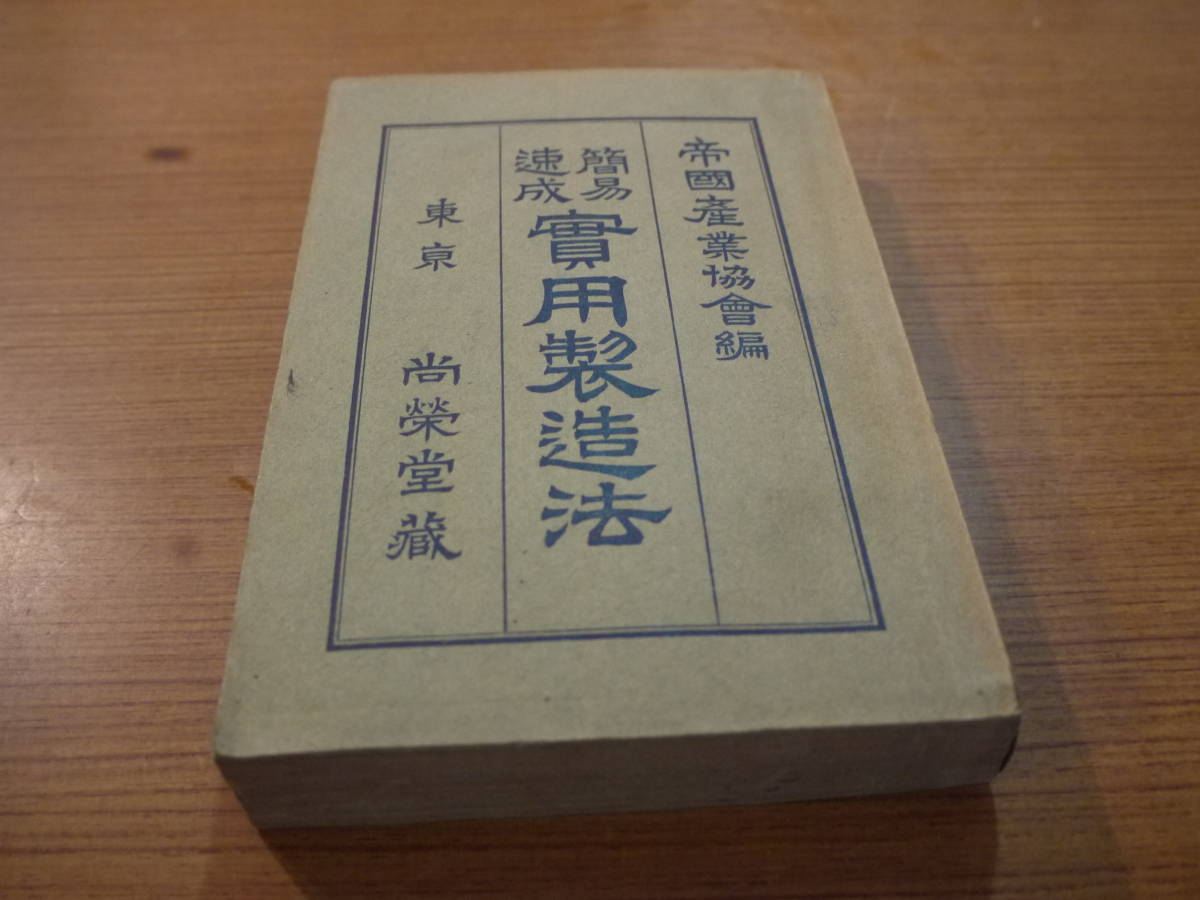 帝國產業協會編
簡易
速成
實用製造法
東京 尚榮堂藏